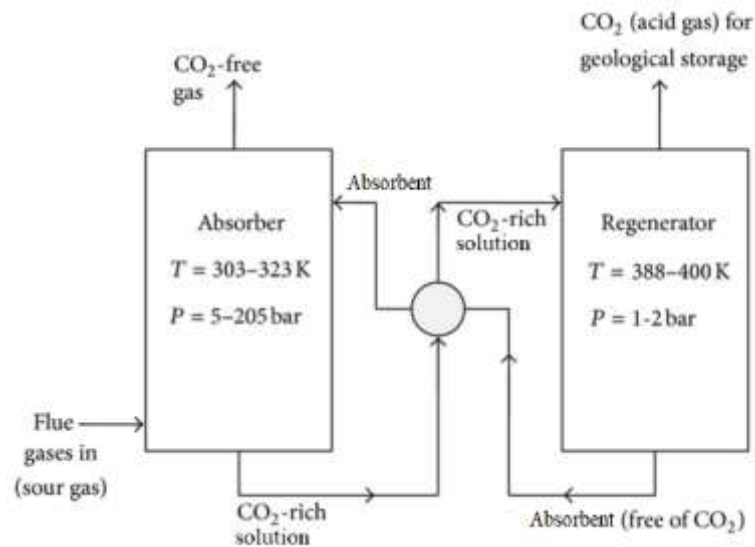 CO₂-free
gas
CO₂ (acid gas) for
geological storage
Absorbent
CO₂-rich
solution
Absorber
T = 303–323 K
P = 5–205 bar
Regenerator
T = 388–400 K
P = 1-2 bar
Flue
gases in
(sour gas)
CO₂-rich
solution
Absorbent (free of CO₂)